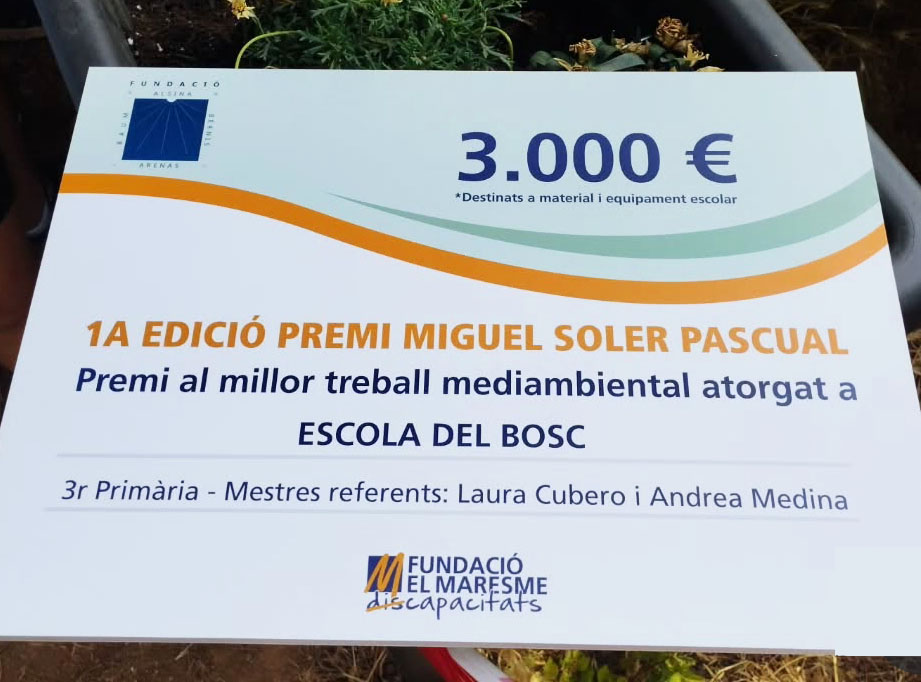 FUNDACIÓ
ALSINA
BAUM
BERNIS
ARENAS
3.000 €
*Destinats a material i equipament escolar
1A EDICIÓ PREMI MIGUEL SOLER PASCUAL
Premi al millor treball mediambiental atorgat a
ESCOLA DEL BOSC
3r Primària - Mestres referents: Laura Cubero i Andrea Medina
M FUNDACIÓ
EL MARESME
discapacitats